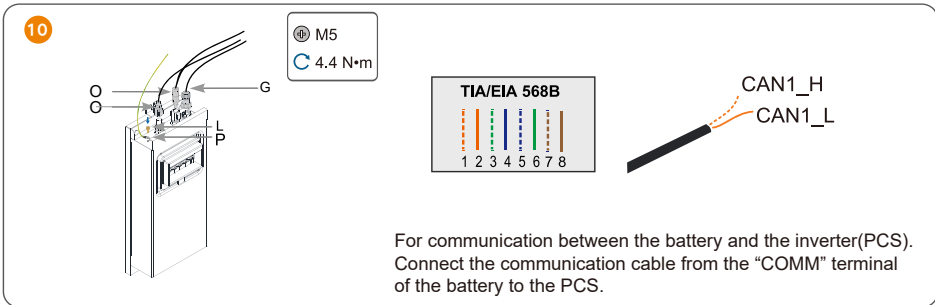 10
M5
4.4 N•m
O
G
G
L
P
TIA/EIA 568B
1 2 3 4 5 6 7 8
CAN1_H
CAN1_L
For communication between the battery and the inverter(PCS).
Connect the communication cable from the “COMM” terminal
of the battery to the PCS.